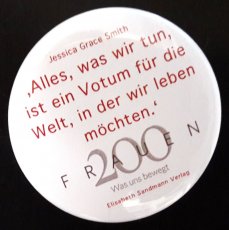 Jessica Grace Smith
‚Alles, was wir tun,
ist ein Votum für die
Welt, in der wir leben
möchten.‘
200
FRAUEN
Was uns bewegt
Elisabeth Sandmann Verlag